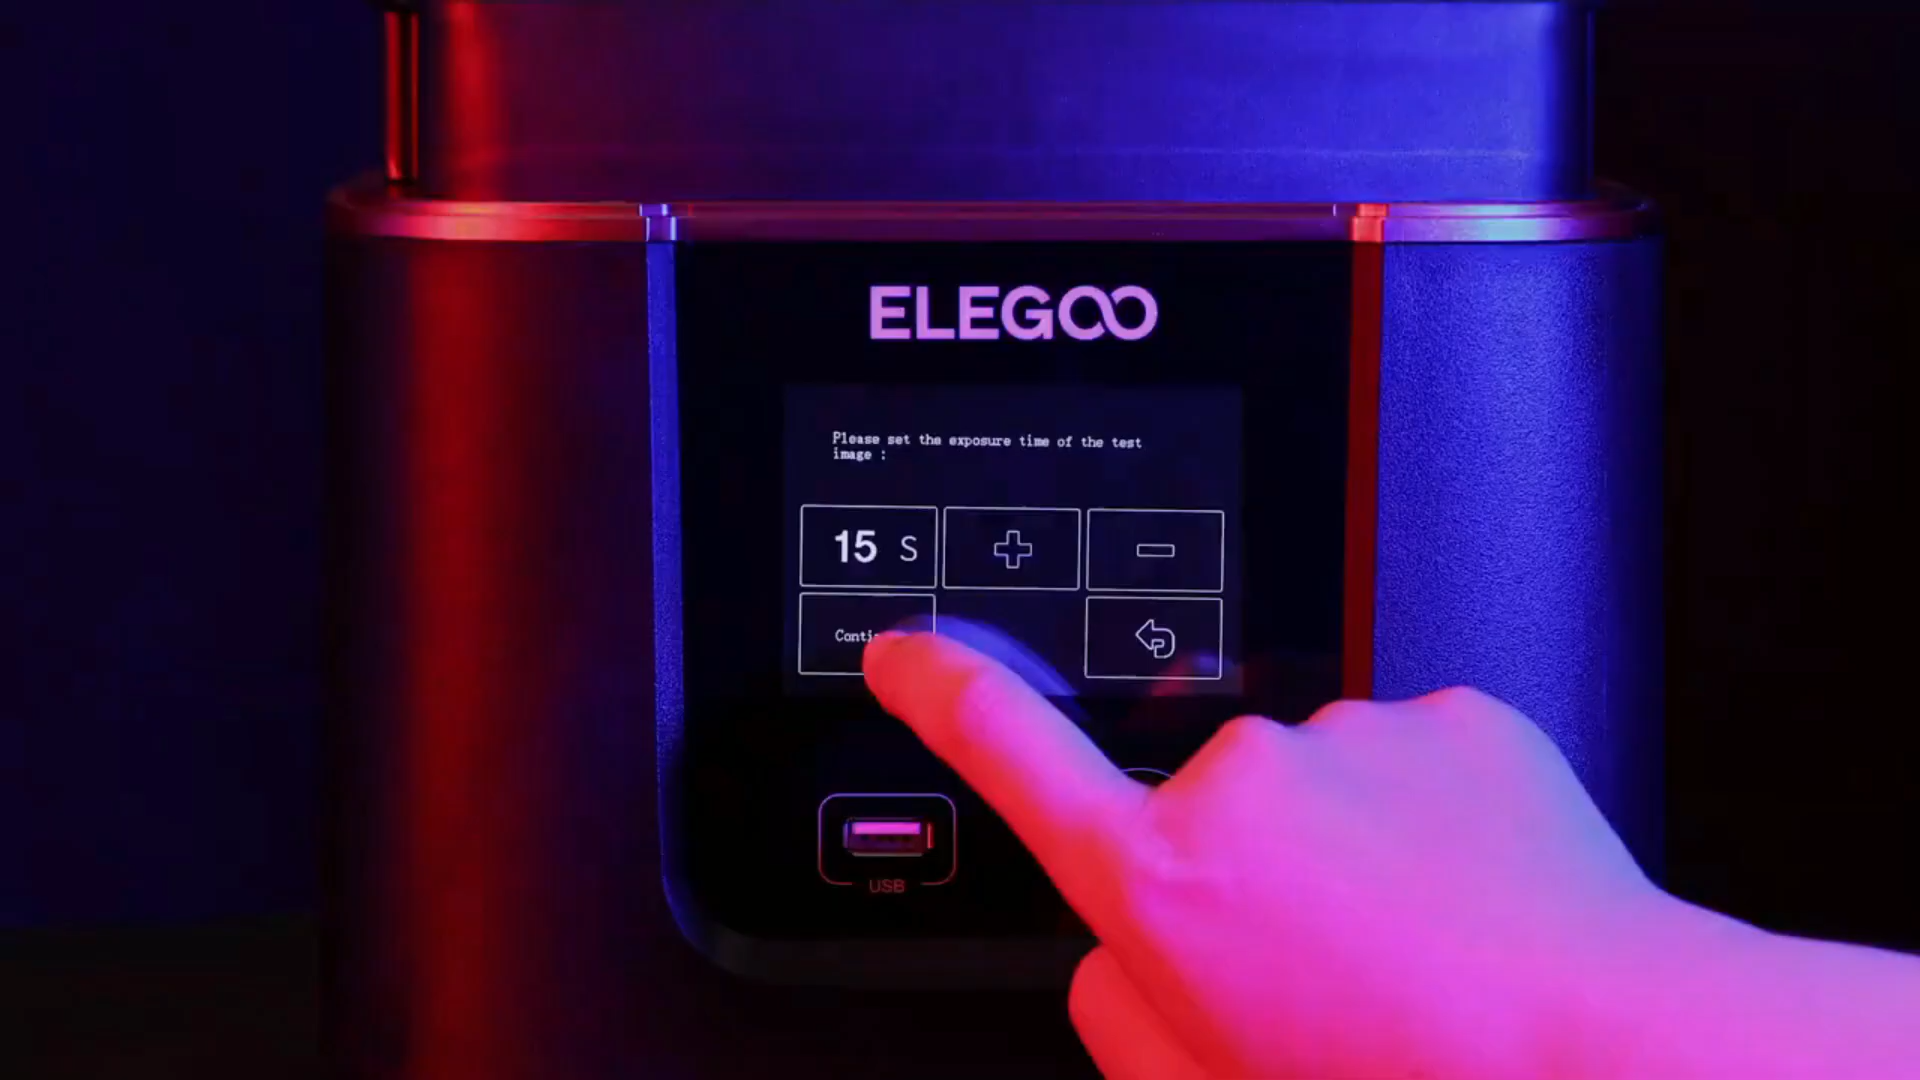 ELEGOO
Please set the exposure time of the test
image :
15 S
USB